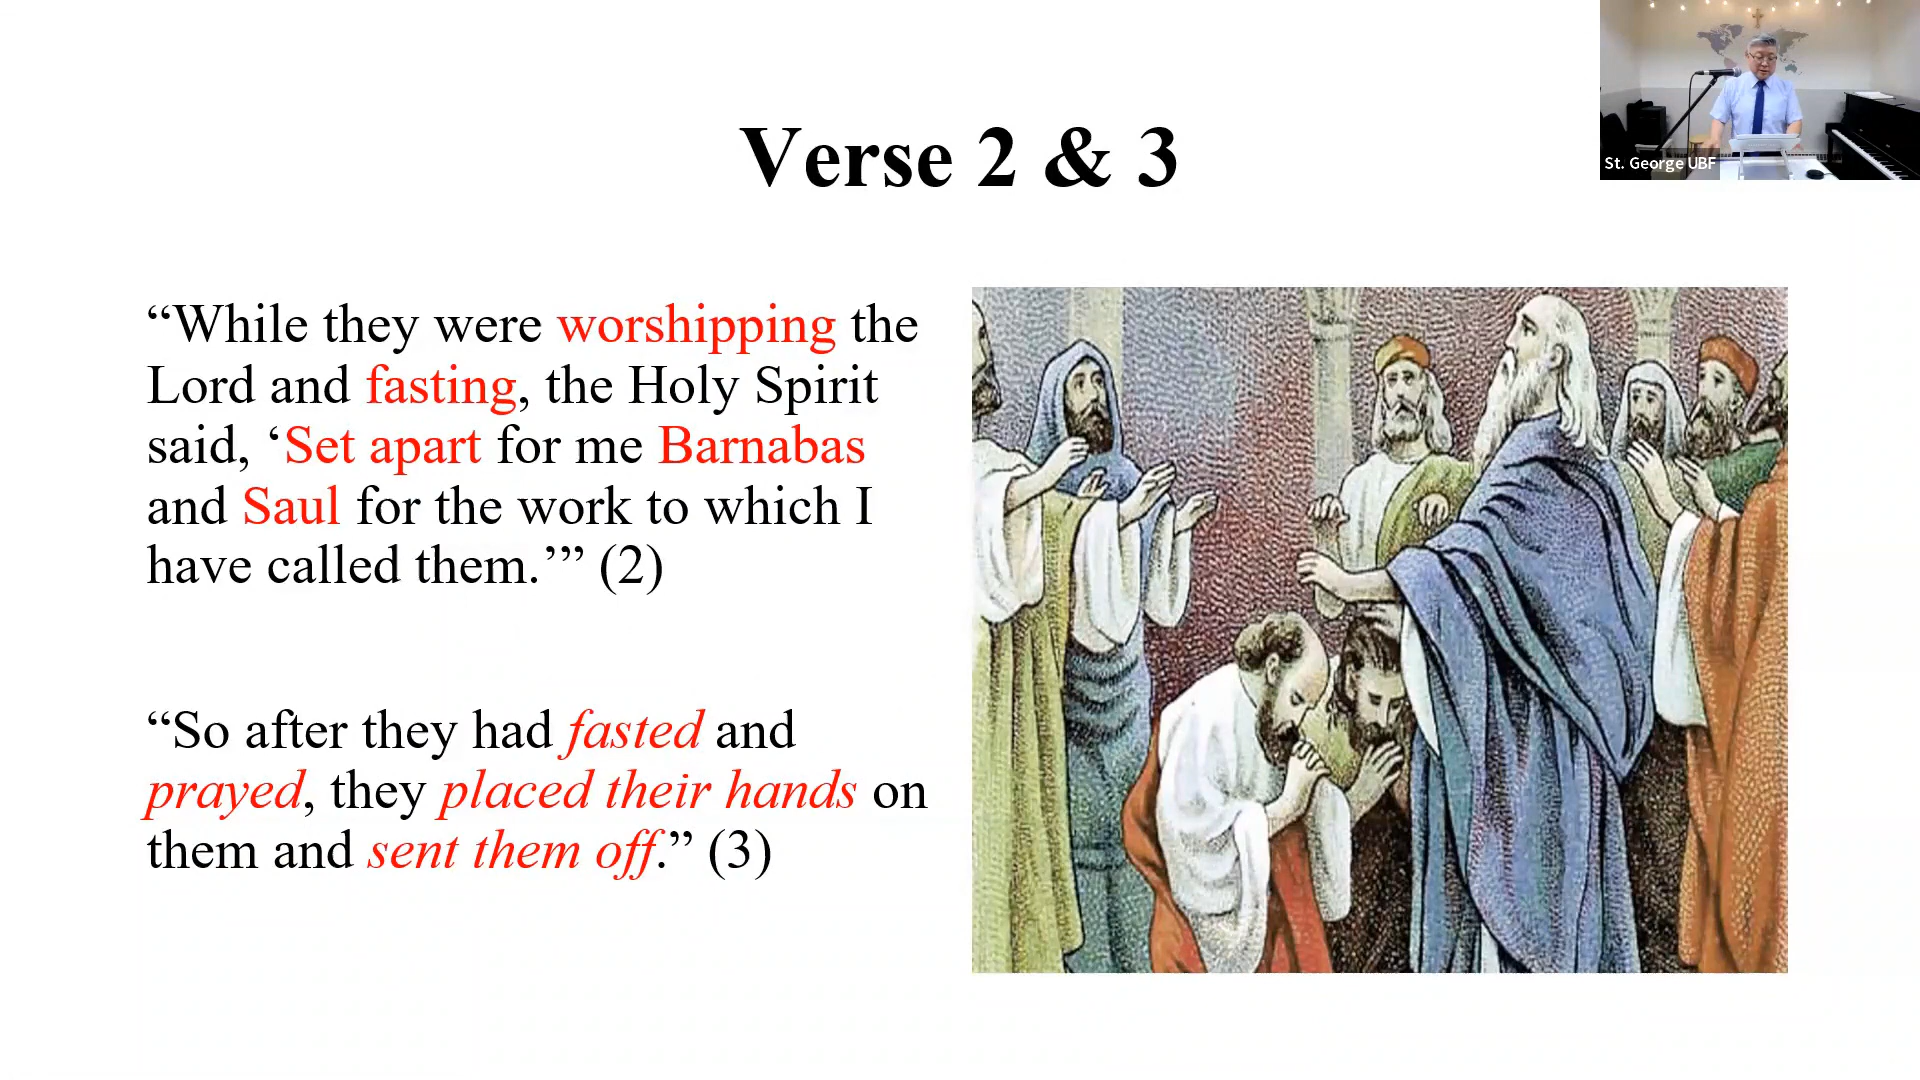 Verse 2 & 3
St. George UBF
“While they were worshipping the
Lord and fasting, the Holy Spirit
said, ‘Set apart for me Barnabas
and Saul for the work to which I
have called them.’” (2)
“So after they had fasted and
prayed, they placed their hands on
them and sent them off.” (3)